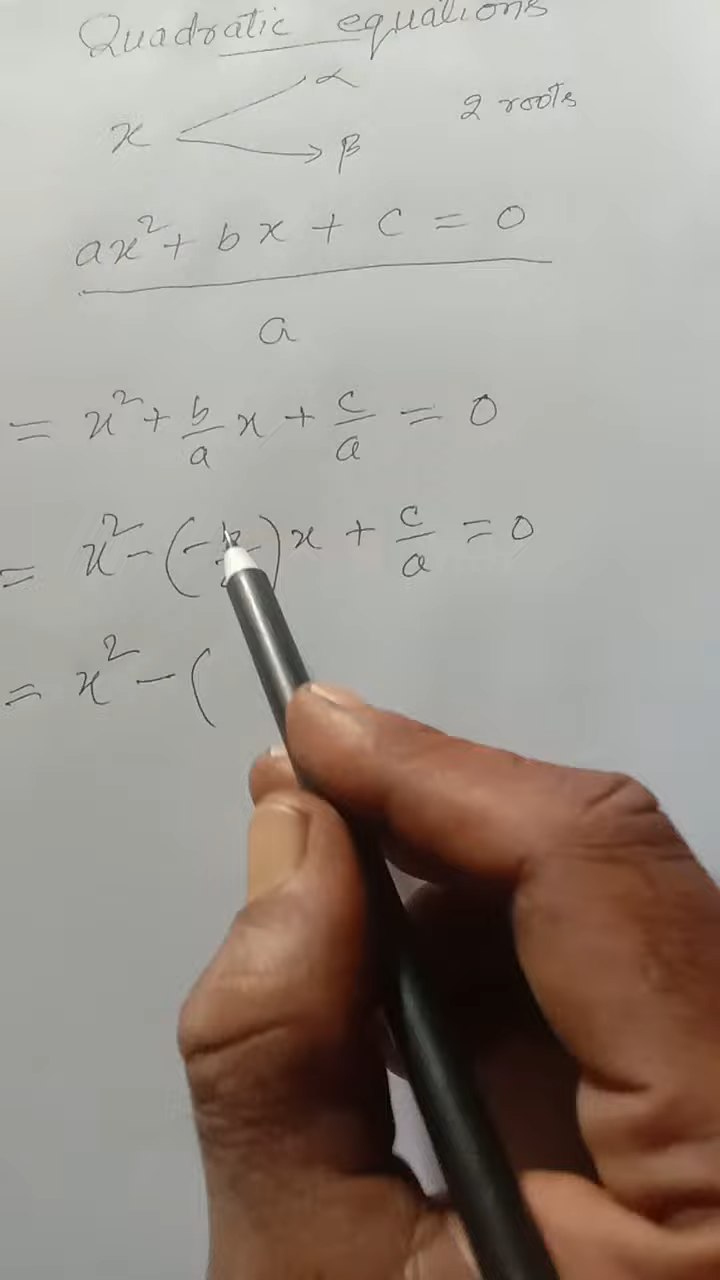 Quadratic equations
α
x 2 roots
β
ax² + bx + c = 0
a
= x² + b/a x + c/a = 0
= x² - (-b/) x + c/a = 0
= x² - (